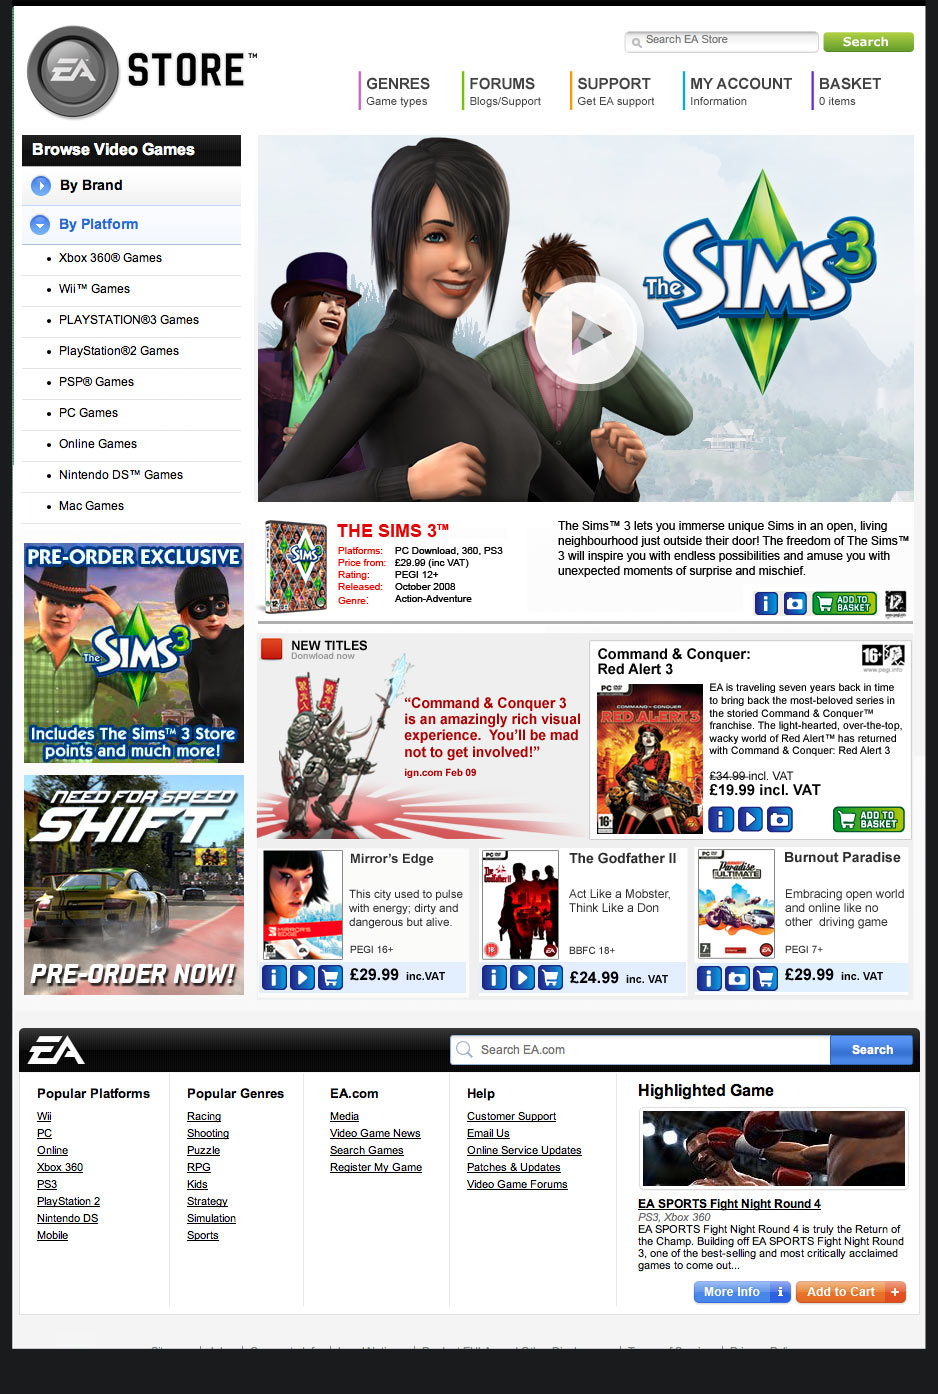 EA STORE™
Search EA Store
Search
GENRES
Game types
FORUMS
Blogs/Support
SUPPORT
Get EA support
MY ACCOUNT
Information
BASKET
0 items
Browse Video Games
By Brand
By Platform
• Xbox 360® Games
• Wii™ Games
• PLAYSTATION®3 Games
• PlayStation®2 Games
• PSP® Games
• PC Games
• Online Games
• Nintendo DS™ Games
• Mac Games
The SIMS 3
PRE-ORDER EXCLUSIVE
The SIMS 3
Includes The Sims™ 3 Store
points and much more!
NEED FOR SPEED
SHIFT
PRE-ORDER NOW!
THE SIMS 3™
Platforms: PC Download, 360, PS3
Price from: £29.99 (inc VAT)
Rating: PEGI 12+
Released: October 2008
Genre: Action-Adventure
The Sims™ 3 lets you immerse unique Sims in an open, living
neighbourhood just outside their door! The freedom of The Sims™
3 will inspire you with endless possibilities and amuse you with
unexpected moments of surprise and mischief.
i
ADD TO
BASKET
12
NEW TITLES
Donwload now
“Command & Conquer 3
is an amazingly rich visual
experience. You’ll be mad
not to get involved!”
ign.com Feb 09
Command & Conquer:
Red Alert 3
16+
www.pegi.info
PC DVD
RED ALERT 3
16+
EA is traveling seven years back in time
to bring back the most-beloved series in
the storied Command & Conquer™
franchise. The light-hearted, over-the-top,
wacky world of Red Alert™ has returned
with Command & Conquer: Red Alert 3
£34.99 incl. VAT
£19.99 incl. VAT
i
ADD TO
BASKET
Mirror’s Edge
This city used to pulse
with energy; dirty and
dangerous but alive.
PEGI 16+
i
£29.99 inc.VAT
The Godfather II
Act Like a Mobster,
Think Like a Don
BBFC 18+
i
£24.99 inc. VAT
Burnout Paradise
Embracing open world
and online like no
other driving game
PEGI 7+
i
£29.99 inc. VAT
EA
Search EA.com
Search
Popular Platforms
Wii
PC
Online
Xbox 360
PS3
PlayStation 2
Nintendo DS
Mobile
Popular Genres
Racing
Shooting
Puzzle
RPG
Kids
Strategy
Simulation
Sports
EA.com
Media
Video Game News
Search Games
Register My Game
Help
Customer Support
Email Us
Online Service Updates
Patches & Updates
Video Game Forums
Highlighted Game
EA SPORTS Fight Night Round 4
PS3, Xbox 360
EA SPORTS Fight Night Round 4 is truly the Return of
the Champ. Building off EA SPORTS Fight Night Round
3, one of the best-selling and most critically acclaimed
games to come out...
More Info i
Add to Cart +